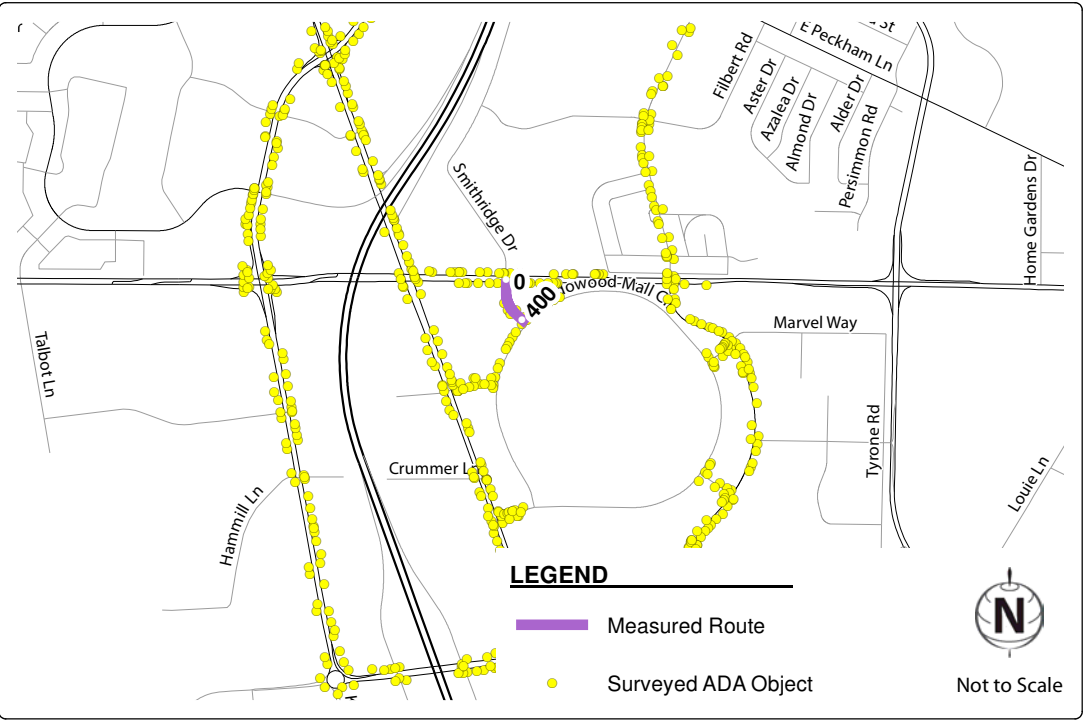 E Peckham Ln
Filbert Rd
Aster Dr
Azalea Dr
Almond Dr
Alder Dr
Persimmon Rd
Home Gardens Dr
Smithridge Dr
0
400
Marvel Way
Talbot Ln
Tyrone Rd
Crummer Ln
Louie Ln
Hammill Ln
LEGEND
Measured Route
Surveyed ADA Object
N
Not to Scale